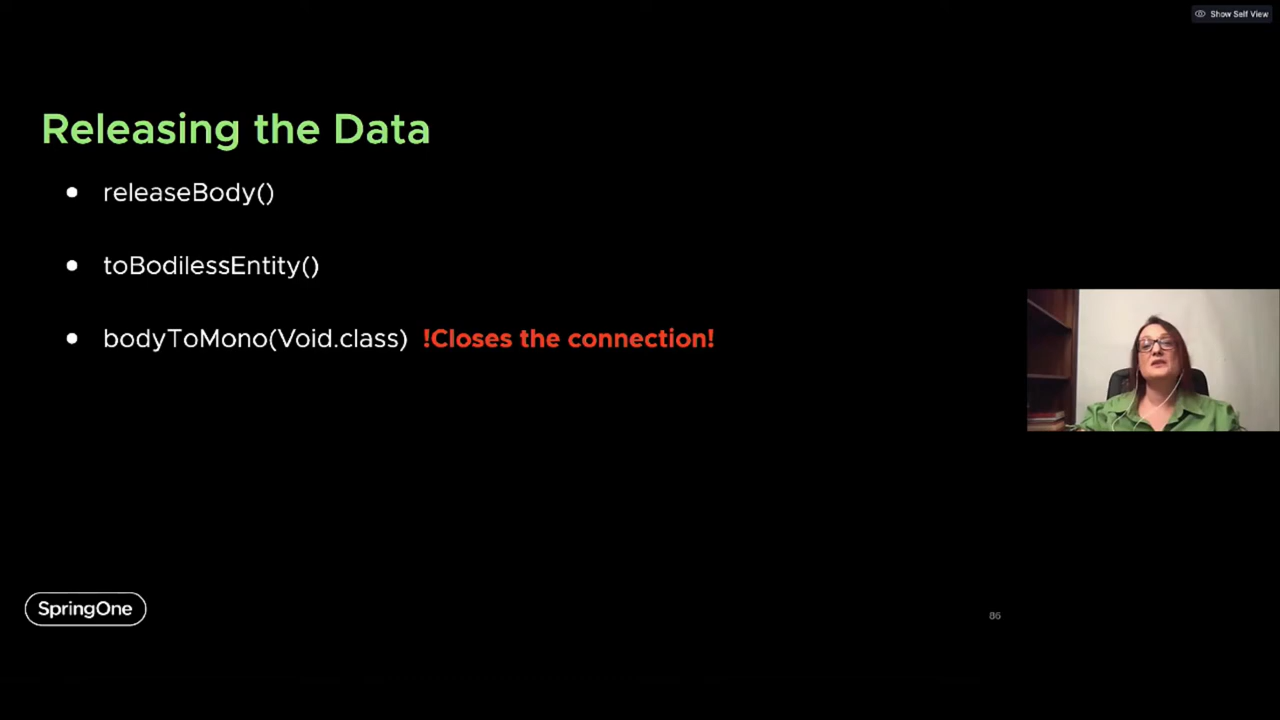 Show Self View
Releasing the Data
releaseBody()
toBodilessEntity()
bodyToMono(Void.class) !Closes the connection!
SpringOne
86